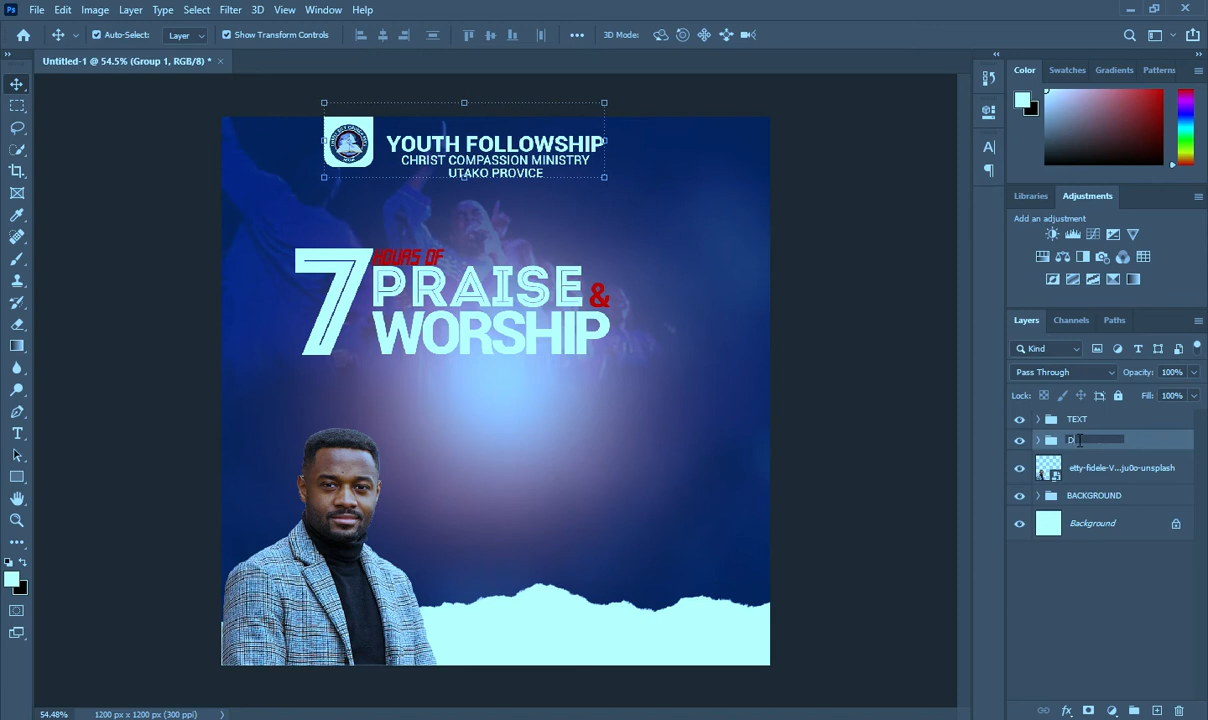 Ps File Edit Image Layer Type Select Filter 3D View Window Help
Auto-Select: Layer Show Transform Controls 3D Mode:
Untitled-1 @ 54.5% (Group 1, RGB/8) *
Color Swatches Gradients Patterns
YOUTH FOLLOWSHIP
CHRIST COMPASSION MINISTRY
UTAKO PROVICE
Libraries Adjustments
Add an adjustment
7 HOURS OF
PRAISE &
WORSHIP
Layers Channels Paths
Kind
Pass Through Opacity: 100%
Lock: Fill: 100%
TEXT
D
etty-fidele-V...ju0o-unsplash
BACKGROUND
Background
54.48% 1200 px x 1200 px (300 ppi)